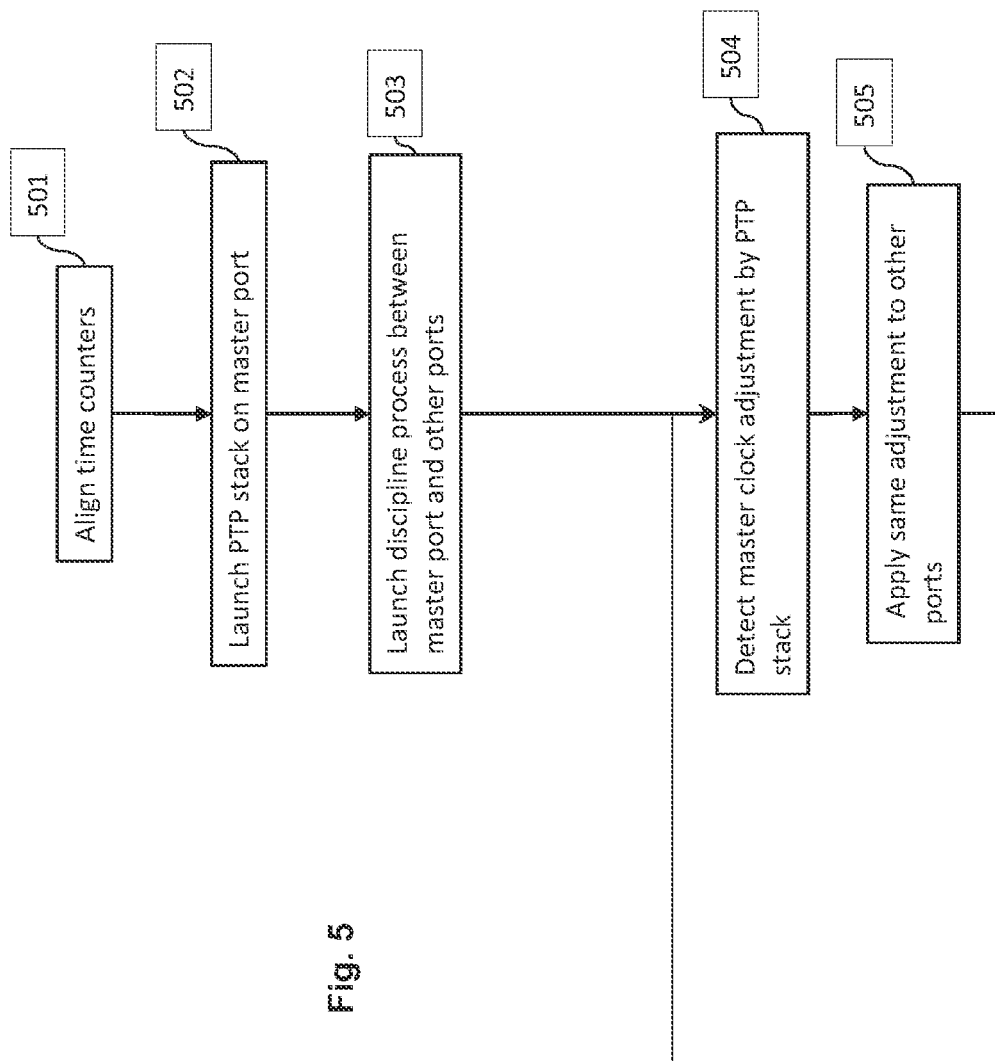 501
Align time counters
502
Launch PTP stack on master port
503
Launch discipline process between
master port and other ports
504
Detect master clock adjustment by PTP
stack
505
Apply same adjustment to other
ports
Fig. 5